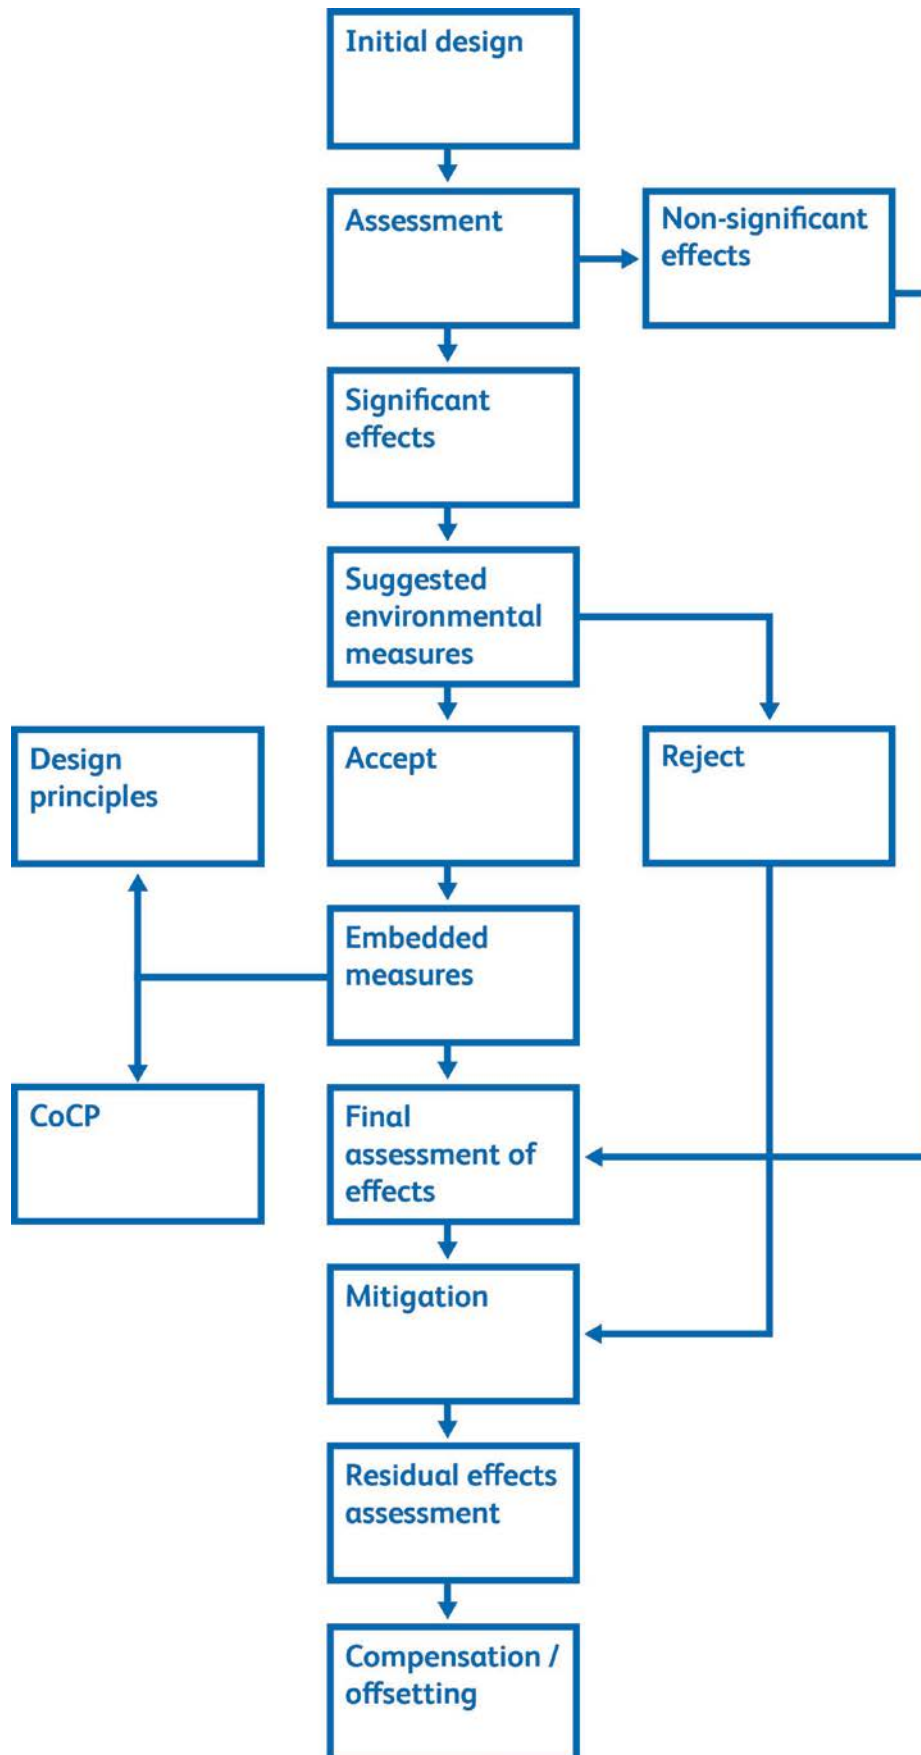 Initial design
Assessment
Non-significant
effects
Significant
effects
Suggested
environmental
measures
Design
principles
Accept
Reject
Embedded
measures
CoCP
Final
assessment of
effects
Mitigation
Residual effects
assessment
Compensation /
offsetting